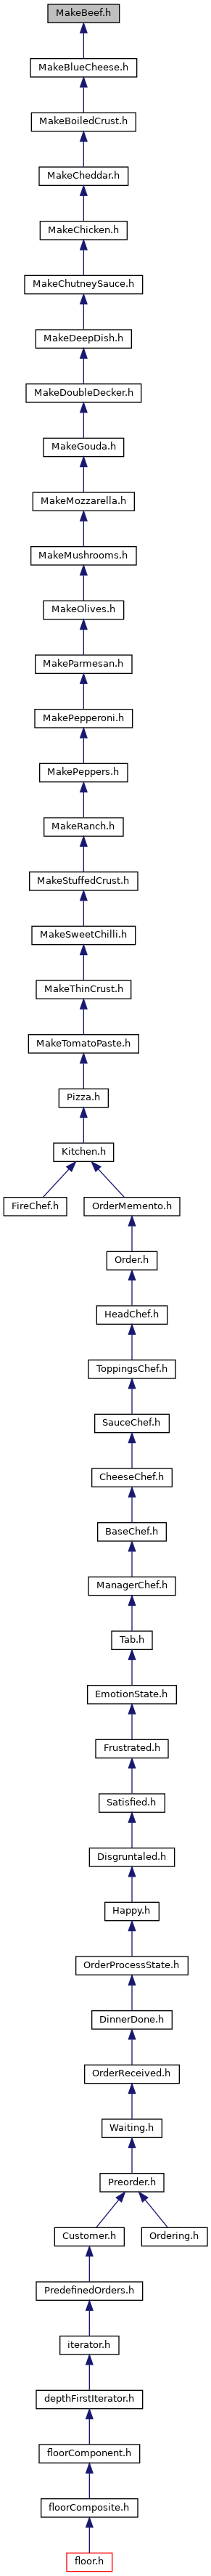 MakeBeef.h
MakeBlueCheese.h
MakeBoiledCrust.h
MakeCheddar.h
MakeChicken.h
MakeChutneySauce.h
MakeDeepDish.h
MakeDoubleDecker.h
MakeGouda.h
MakeMozzarella.h
MakeMushrooms.h
MakeOlives.h
MakeParmesan.h
MakePepperoni.h
MakePeppers.h
MakeRanch.h
MakeStuffedCrust.h
MakeSweetChilli.h
MakeThinCrust.h
MakeTomatoPaste.h
Pizza.h
Kitchen.h
FireChef.h
OrderMemento.h
Order.h
HeadChef.h
ToppingsChef.h
SauceChef.h
CheeseChef.h
BaseChef.h
ManagerChef.h
Tab.h
EmotionState.h
Frustrated.h
Satisfied.h
Disgruntaled.h
Happy.h
OrderProcessState.h
DinnerDone.h
OrderReceived.h
Waiting.h
Preorder.h
Customer.h
Ordering.h
PredefinedOrders.h
iterator.h
depthFirstIterator.h
floorComponent.h
floorComposite.h
floor.h